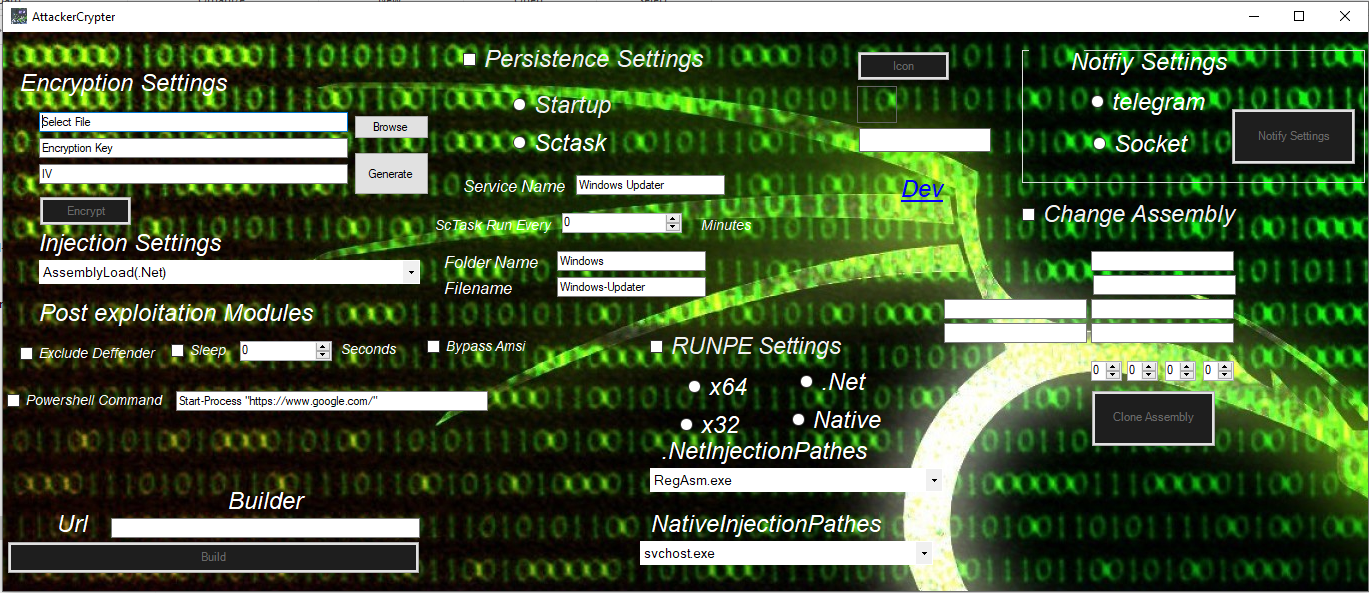 AttackerCrypter
Encryption Settings
Select File
Browse
Encryption Key
IV
Generate
Encrypt
Injection Settings
AssemblyLoad(.Net)
Post exploitation Modules
Exclude Deffender
Sleep
0
Seconds
Bypass Amsi
Powershell Command
Start-Process "https://www.google.com/"
Builder
Url
Build
Persistence Settings
Startup
Sctask
Service Name
Windows Updater
ScTask Run Every
0
Minutes
Folder Name
Windows
Filename
Windows-Updater
RUNPE Settings
x64
.Net
x32
Native
.NetInjectionPathes
RegAsm.exe
NativeInjectionPathes
svchost.exe
Icon
Dev
Notfiy Settings
telegram
Socket
Notify Settings
Change Assembly
0 0 0 0
Clone Assembly